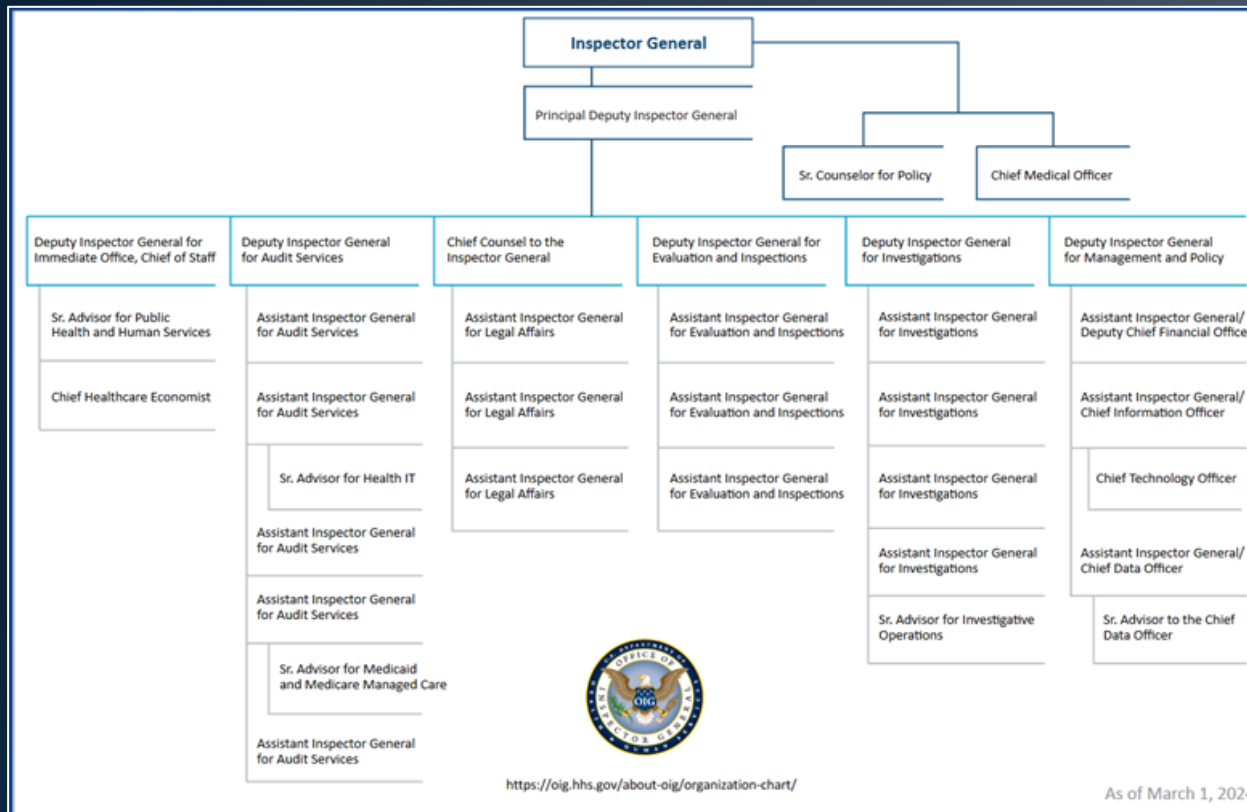 Inspector General
Principal Deputy Inspector General
Sr. Counselor for Policy
Chief Medical Officer
Deputy Inspector General for
Immediate Office, Chief of Staff
Sr. Advisor for Public
Health and Human Services
Chief Healthcare Economist
Deputy Inspector General
for Audit Services
Assistant Inspector General
for Audit Services
Assistant Inspector General
for Audit Services
Sr. Advisor for Health IT
Assistant Inspector General
for Audit Services
Assistant Inspector General
for Audit Services
Sr. Advisor for Medicaid
and Medicare Managed Care
Assistant Inspector General
for Audit Services
Chief Counsel to the
Inspector General
Assistant Inspector General
for Legal Affairs
Assistant Inspector General
for Legal Affairs
Assistant Inspector General
for Legal Affairs
Deputy Inspector General for
Evaluation and Inspections
Assistant Inspector General
for Evaluation and Inspections
Assistant Inspector General
for Evaluation and Inspections
Assistant Inspector General
for Evaluation and Inspections
Deputy Inspector General
for Investigations
Assistant Inspector General
for Investigations
Assistant Inspector General
for Investigations
Assistant Inspector General
for Investigations
Assistant Inspector General
for Investigations
Sr. Advisor for Investigative
Operations
Deputy Inspector General
for Management and Policy
Assistant Inspector General/
Deputy Chief Financial Office
Assistant Inspector General/
Chief Information Officer
Chief Technology Officer
Assistant Inspector General/
Chief Data Officer
Sr. Advisor to the Chief
Data Officer
OFFICE OF
INSPECTOR GENERAL
OIG
https://oig.hhs.gov/about-oig/organization-chart/
As of March 1, 2024